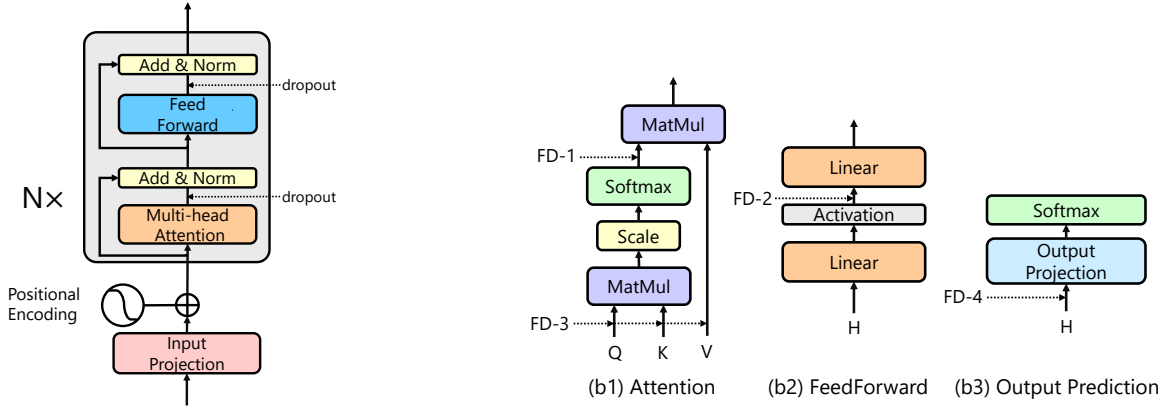 Add & Norm
dropout
Feed
Forward
Add & Norm
dropout
Multi-head
Attention
N×
Positional
Encoding
Input
Projection
MatMul
FD-1
Softmax
Scale
MatMul
FD-3
Q
K
V
(b1) Attention
Linear
FD-2
Activation
Linear
H
(b2) FeedForward
Softmax
Output
Projection
FD-4
H
(b3) Output Prediction